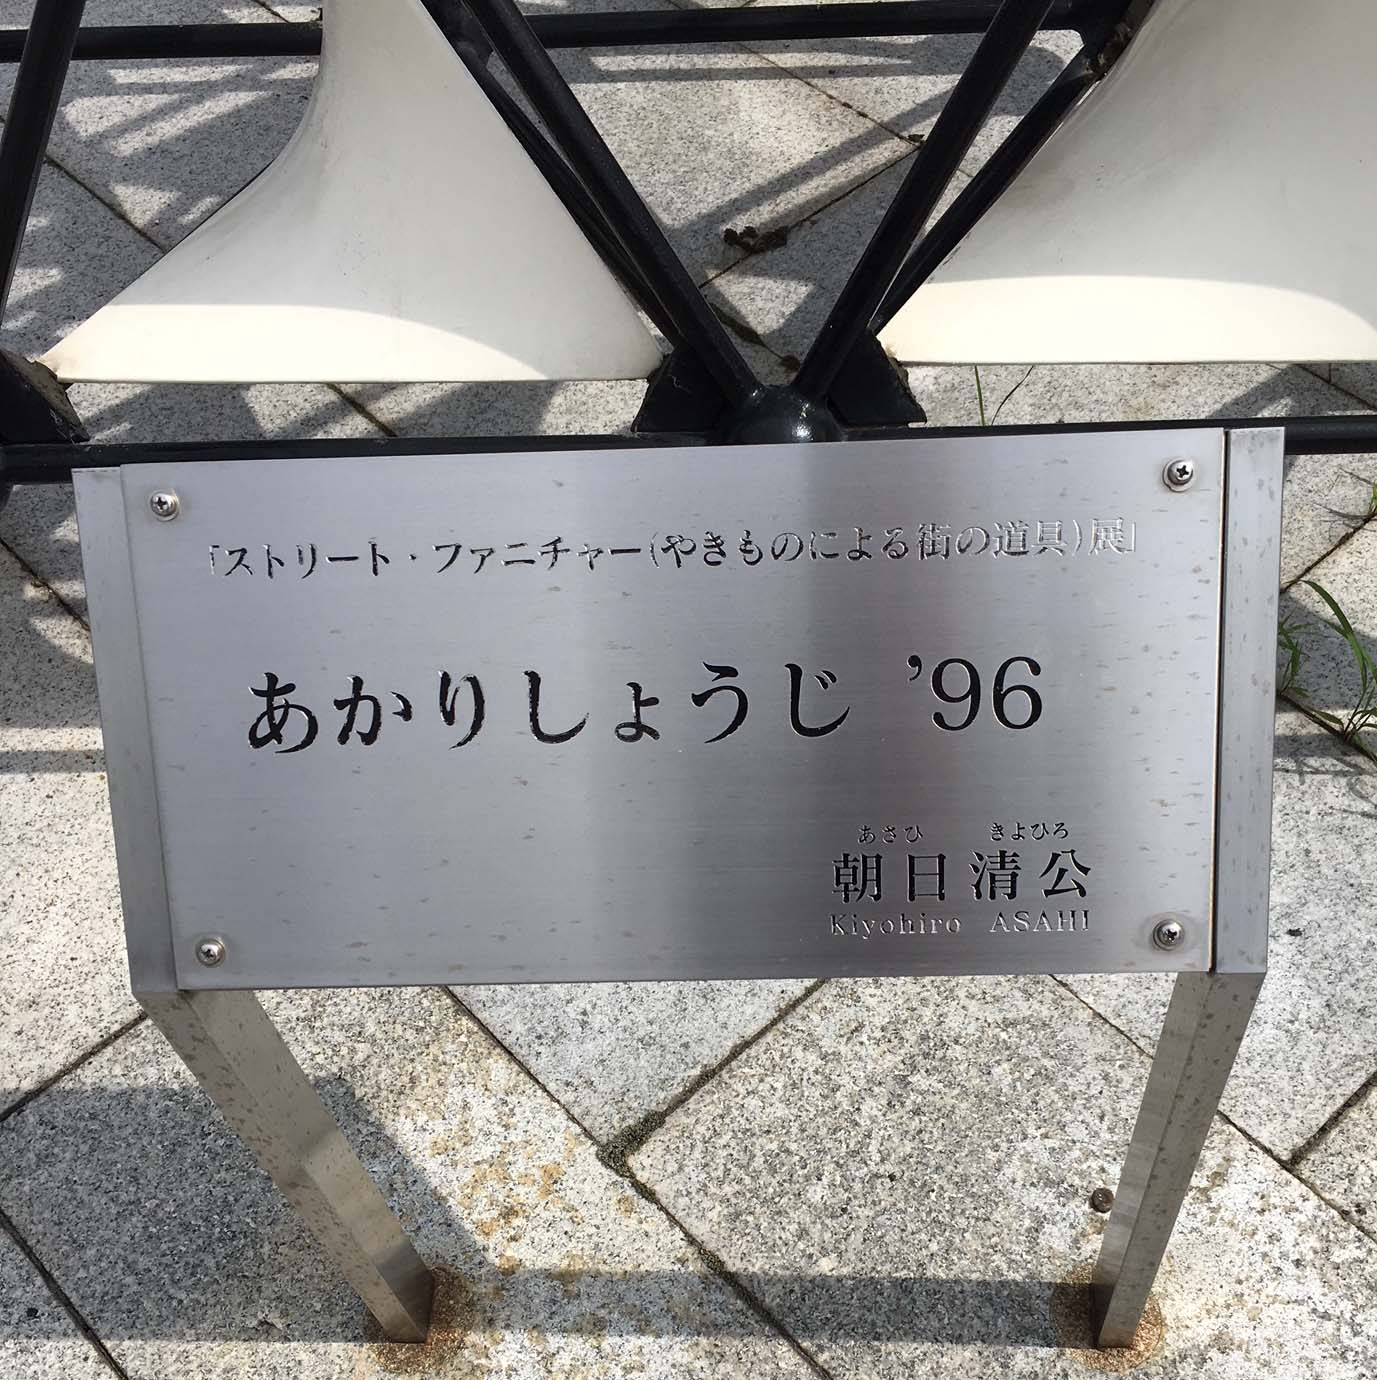 「ストリート・ファニチャー(やきものによる街の道具)展」
あかりしょうじ ’96
あさひ きよひろ
朝日清公
Kiyohiro ASAHI